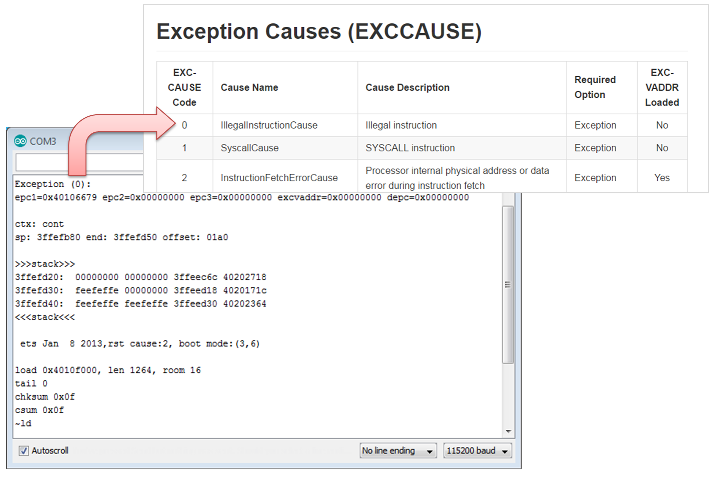 Exception Causes (EXCCAUSE)
EXC-
CAUSE
Code
Cause Name
Cause Description
Required
Option
EXC-
VADDR
Loaded
0 IllegalInstructionCause Illegal instruction Exception No
1 SyscallCause SYSCALL instruction Exception No
2 InstructionFetchErrorCause Processor internal physical address or data
error during instruction fetch Exception Yes
COM3
Exception (0):
epc1=0x40106679 epc2=0x00000000 epc3=0x00000000 excvaddr=0x00000000 depc=0x00000000
ctx: cont
sp: 3ffefb80 end: 3ffefd50 offset: 01a0
>>>stack>>>
3ffefd20:  00000000 00000000 3ffeec6c 40202718
3ffefd30:  feefeffe 00000000 3ffeed18 4020171c
3ffefd40:  feefeffe feefeffe 3ffeed30 40202364
<<<stack<<<
ets Jan  8 2013,rst cause:2, boot mode:(3,6)
load 0x4010f000, len 1264, room 16
tail 0
chksum 0x0f
csum 0x0f
~ld
Autoscroll
No line ending
115200 baud